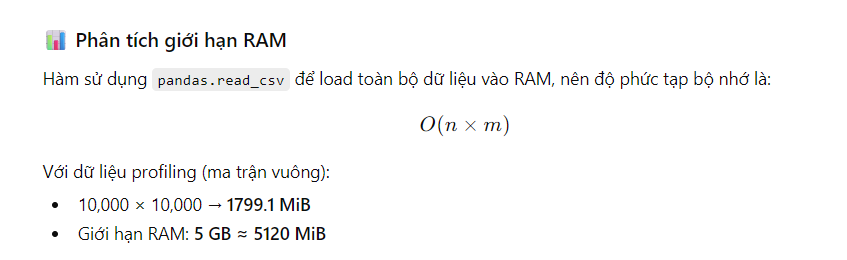 📊 Phân tích giới hạn RAM
Hàm sử dụng pandas.read_csv để load toàn bộ dữ liệu vào RAM, nên độ phức tạp bộ nhớ là:
O(n × m)
Với dữ liệu profiling (ma trận vuông):
• 10,000 × 10,000 → 1799.1 MiB
• Giới hạn RAM: 5 GB ≈ 5120 MiB